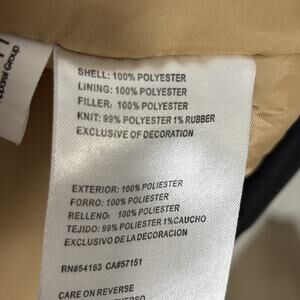 Apparel Group
SHELL: 100% POLYESTER
LINING: 100% POLYESTER
FILLER: 100% POLYESTER
KNIT: 99% POLYESTER 1% RUBBER
EXCLUSIVE OF DECORATION
EXTERIOR: 100% POLIESTER
FORRO: 100% POLIESTER
RELLENO: 100% POLIESTER
TEJIDO: 99% POLIESTER 1%CAUCHO
EXCLUSIVO DE LA DECORACION
RN#54163 CA#57151
CARE ON REVERSE